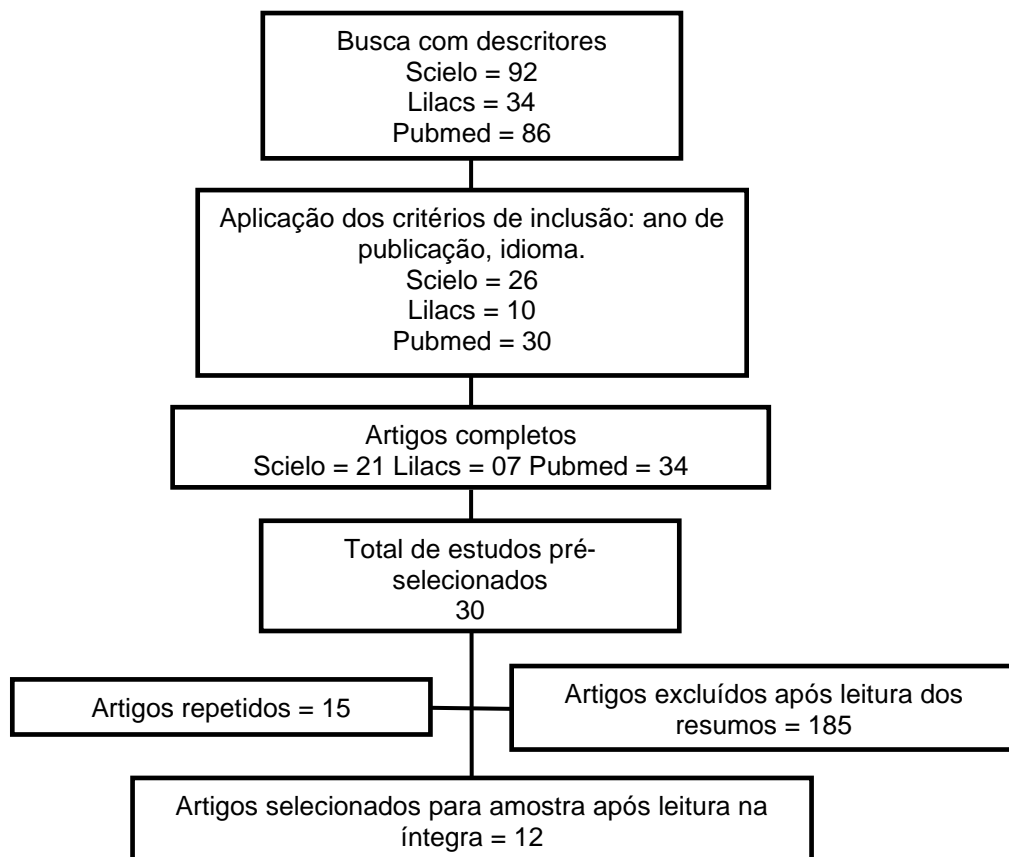 Busca com descritores
Scielo = 92
Lilacs = 34
Pubmed = 86
Aplicação dos critérios de inclusão: ano de
publicação, idioma.
Scielo = 26
Lilacs = 10
Pubmed = 30
Artigos completos
Scielo = 21 Lilacs = 07 Pubmed = 34
Total de estudos pré-
selecionados
30
Artigos repetidos = 15
Artigos excluídos após leitura dos
resumos = 185
Artigos selecionados para amostra após leitura na
íntegra = 12